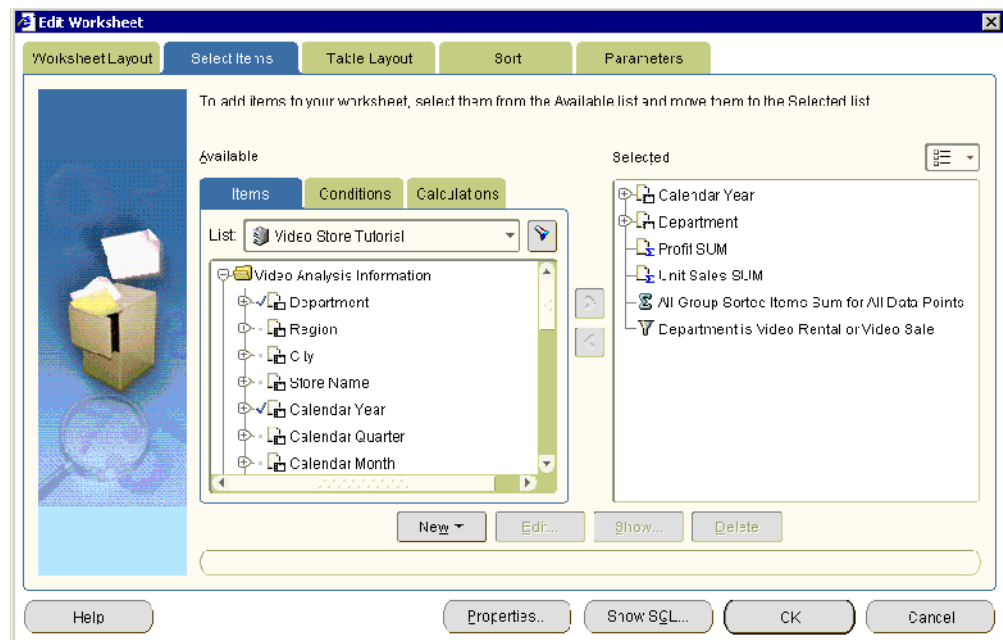 Edit Worksheet
Worksheet Layout
Select Items
Table Layout
Sort
Parameters
To add items to your worksheet, select them from the Available list and move them to the Selected list
Available
Selected
Items
Conditions
Calculations
List:
Video Store Tutorial
Video Analysis Information
Department
Region
City
Store Name
Calendar Year
Calendar Quarter
Calendar Month
Calendar Year
Department
Profit SUM
Unit Sales SUM
All Group Sorted Items Sum for All Data Points
Department is Video Rental or Video Sale
New
Edit...
Show...
Delete
Help
Properties..
Show SQL...
OK
Cancel